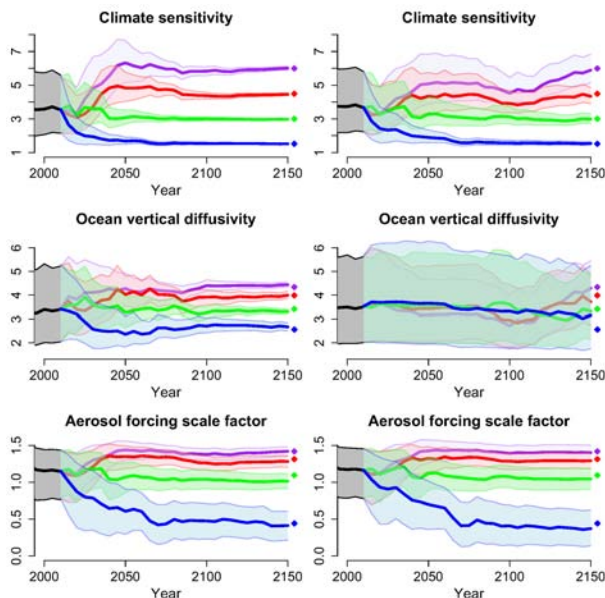 Climate sensitivity
1 3 5 7
2000 2050 2100 2150
Year
Climate sensitivity
1 3 5 7
2000 2050 2100 2150
Year
Ocean vertical diffusivity
2 3 4 5 6
2000 2050 2100 2150
Year
Ocean vertical diffusivity
2 3 4 5 6
2000 2050 2100 2150
Year
Aerosol forcing scale factor
0.0 0.5 1.0 1.5
2000 2050 2100 2150
Year
Aerosol forcing scale factor
0.0 0.5 1.0 1.5
2000 2050 2100 2150
Year